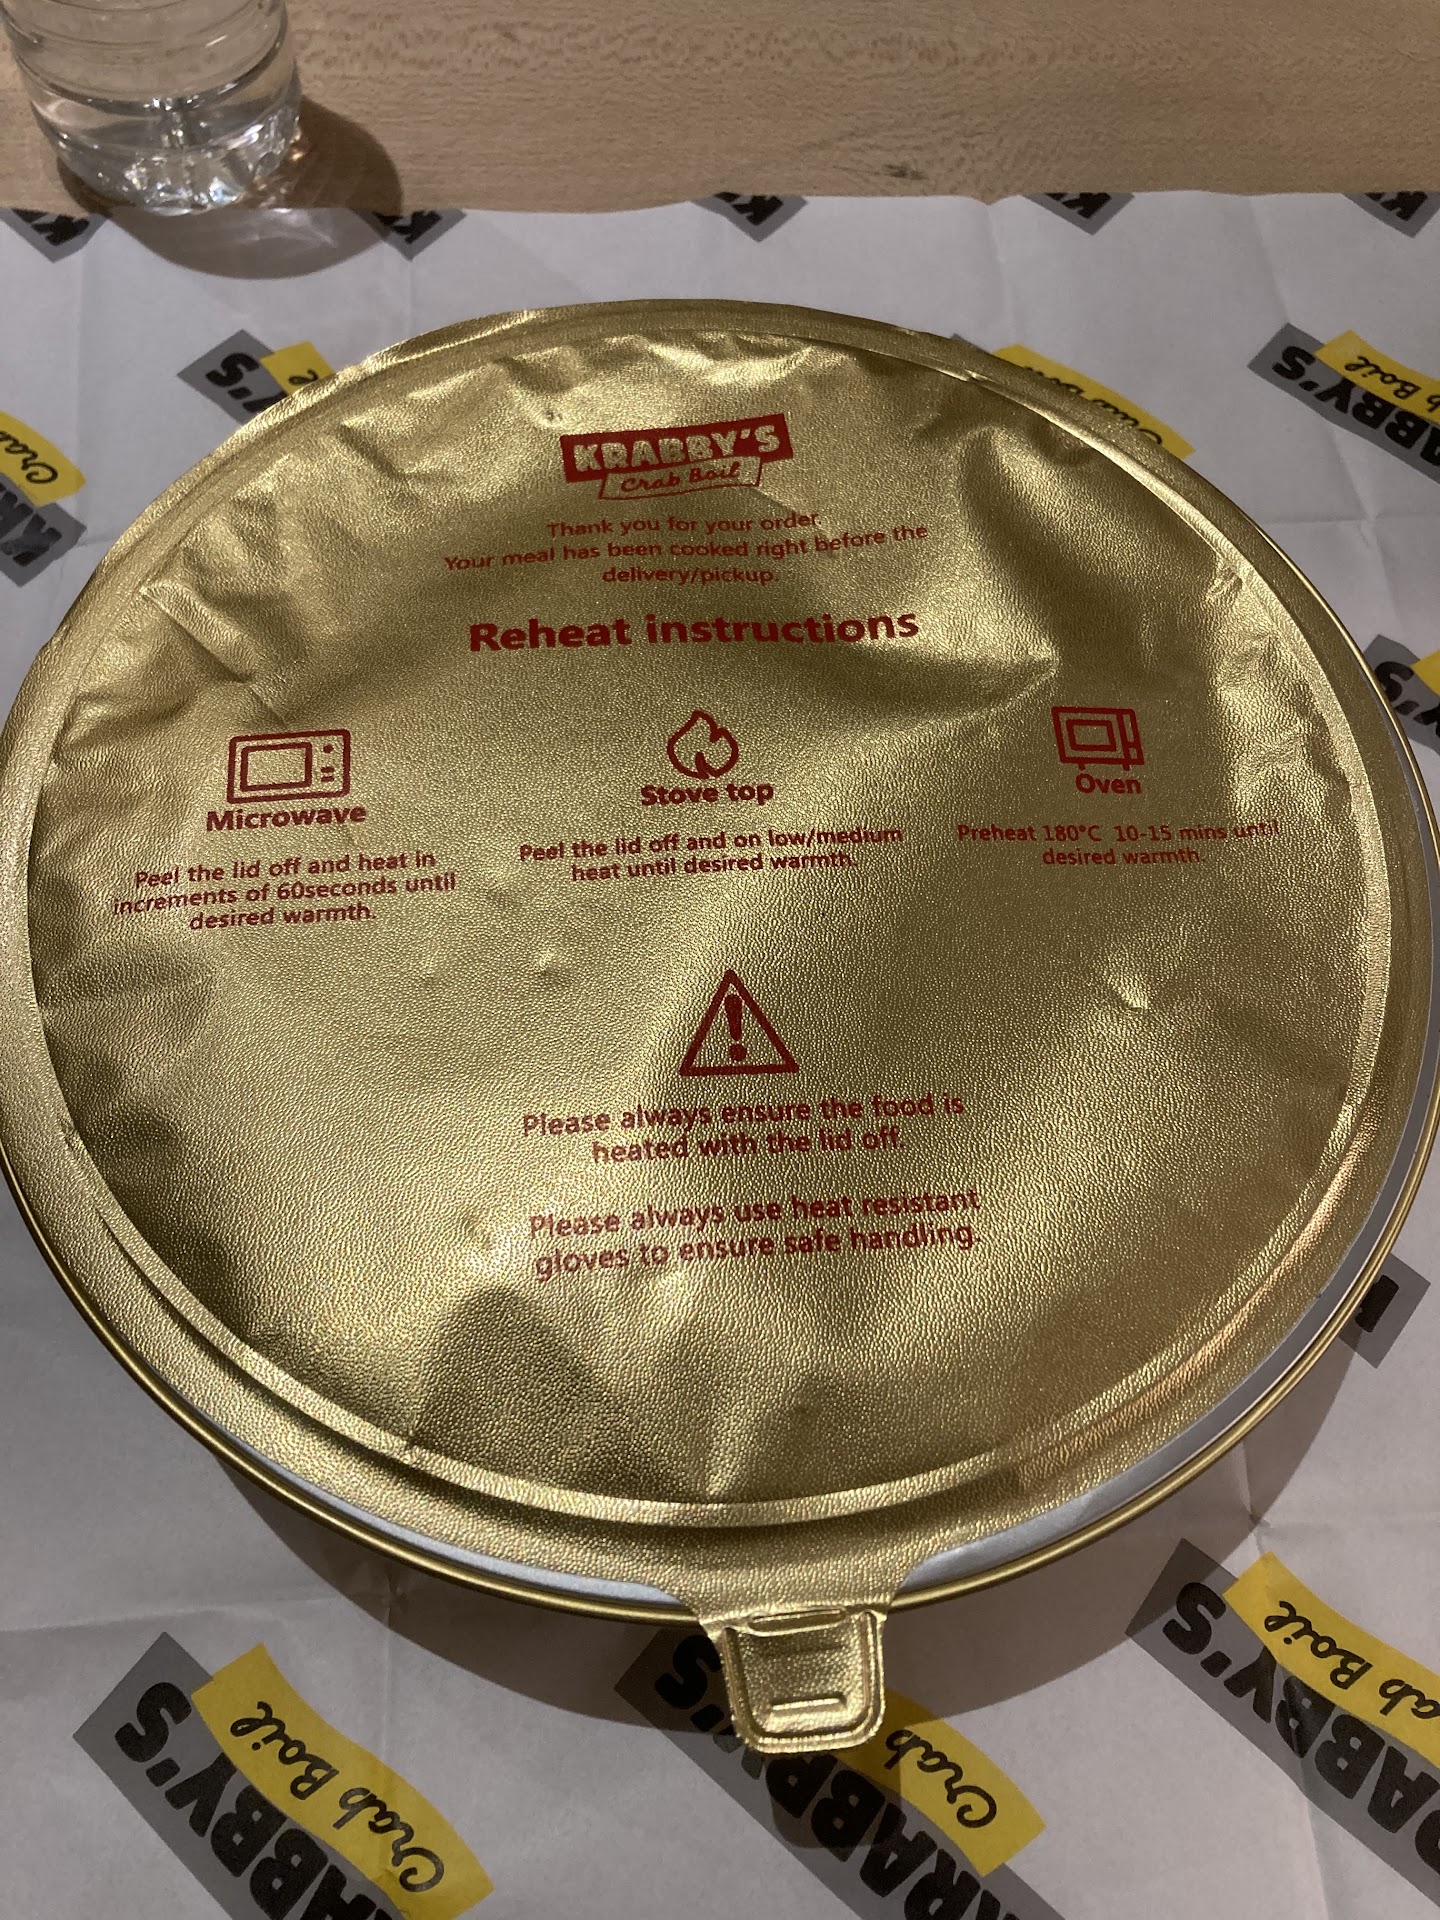 KRABBY'S
Crab Boil
Thank you for your order.
Your meal has been cooked right before the
delivery/pickup.
Reheat instructions
Microwave
Peel the lid off and heat in
increments of 60seconds until
desired warmth.
Stove top
Peel the lid off and on low/medium
heat until desired warmth.
Oven
Preheat 180°C 10-15 mins until
desired warmth.
Please always ensure the food is
heated with the lid off.
Please always use heat resistant
gloves to ensure safe handling.
KRABBY'S
Crab Boil
KRABBY'S
Crab Boil